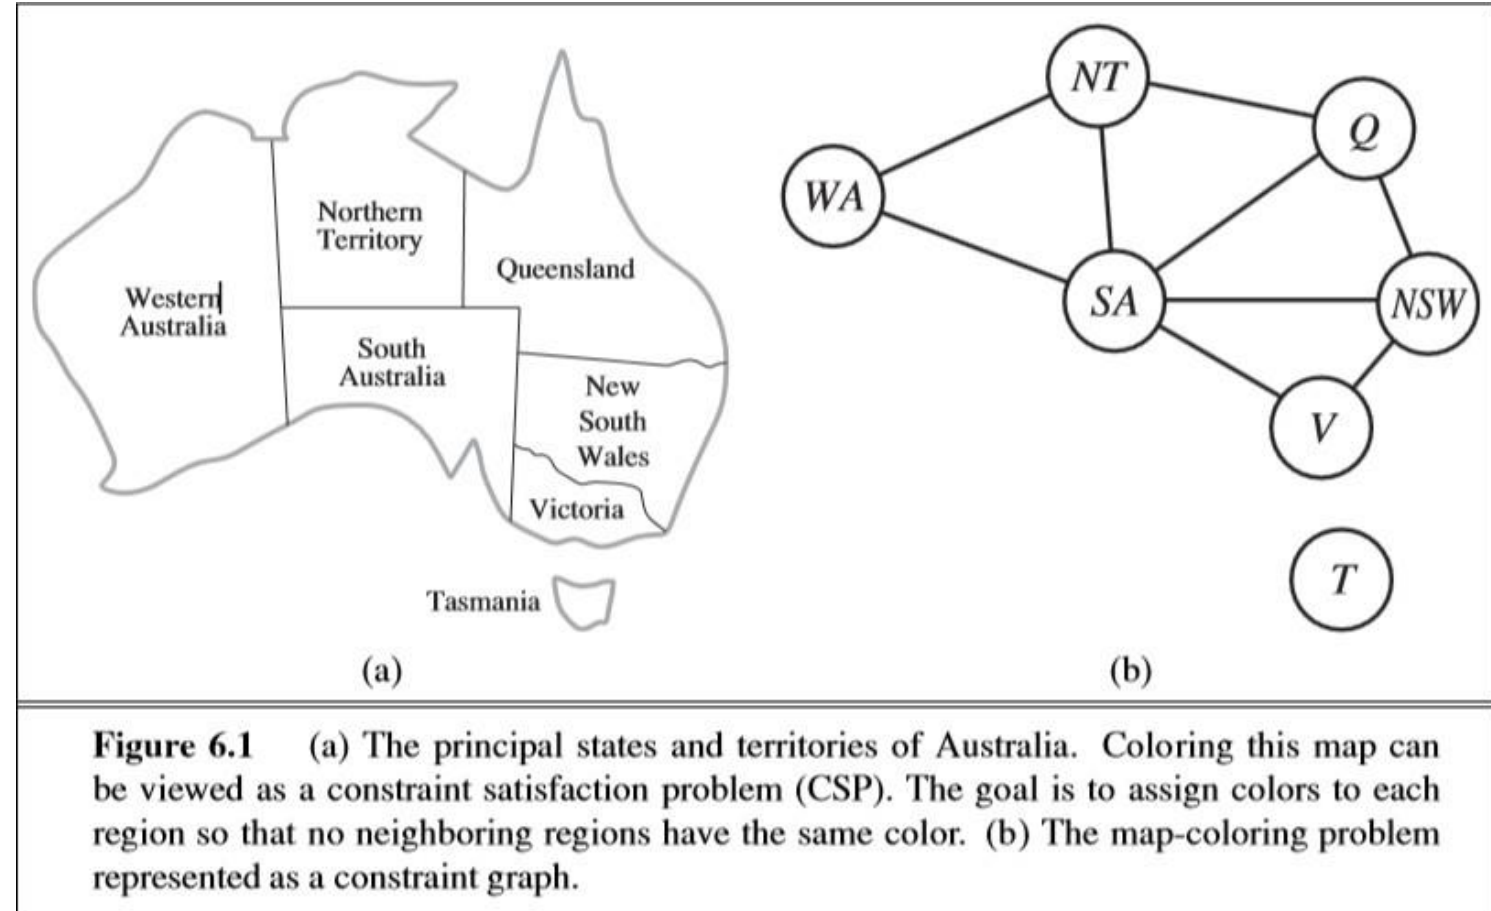 Northern
Territory
Western
Australia
Queensland
South
Australia
New
South
Wales
Victoria
Tasmania
(a)
NT
Q
WA
SA
NSW
V
T
(b)
Figure 6.1 (a) The principal states and territories of Australia. Coloring this map can
be viewed as a constraint satisfaction problem (CSP). The goal is to assign colors to each
region so that no neighboring regions have the same color. (b) The map-coloring problem
represented as a constraint graph.